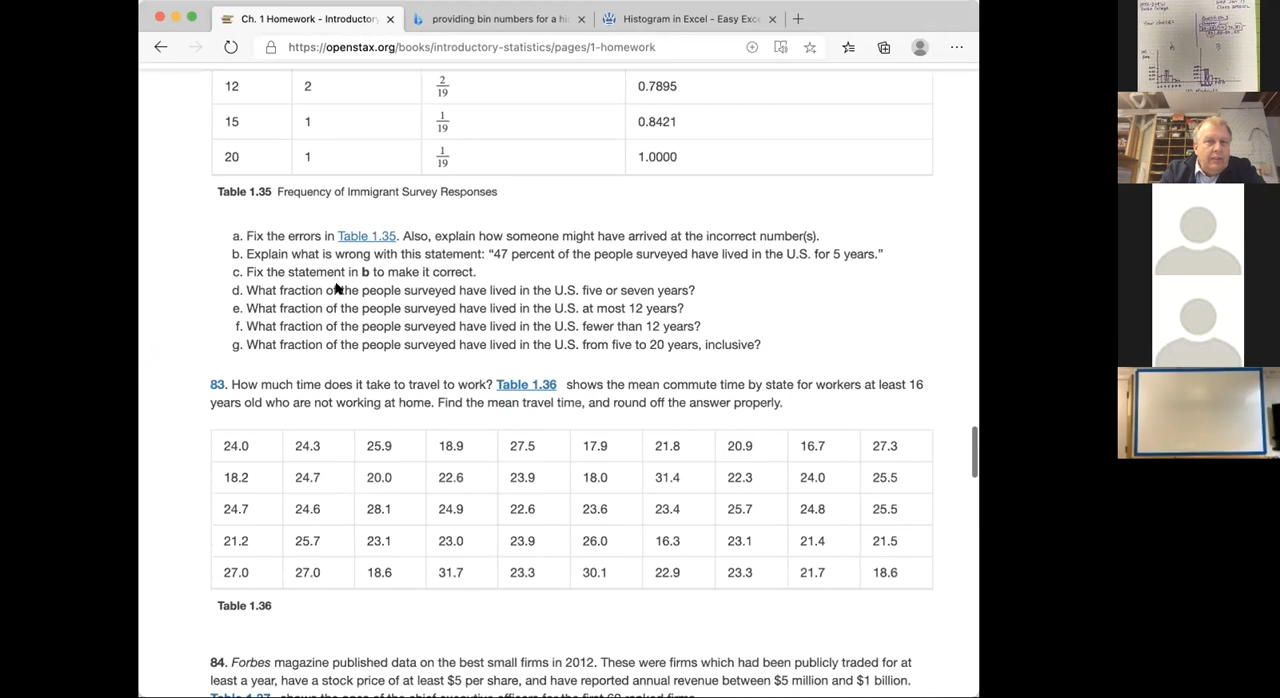 Ch. 1 Homework - Introductory
providing bin numbers for a hi
Histogram in Excel - Easy Exc
https://openstax.org/books/introductory-statistics/pages/1-homework
12 2 2/19 0.7895
15 1 1/19 0.8421
20 1 1/19 1.0000
Table 1.35 Frequency of Immigrant Survey Responses
a. Fix the errors in Table 1.35. Also, explain how someone might have arrived at the incorrect number(s).
b. Explain what is wrong with this statement: “47 percent of the people surveyed have lived in the U.S. for 5 years.”
c. Fix the statement in b to make it correct.
d. What fraction of the people surveyed have lived in the U.S. five or seven years?
e. What fraction of the people surveyed have lived in the U.S. at most 12 years?
f. What fraction of the people surveyed have lived in the U.S. fewer than 12 years?
g. What fraction of the people surveyed have lived in the U.S. from five to 20 years, inclusive?
83. How much time does it take to travel to work? Table 1.36 shows the mean commute time by state for workers at least 16
years old who are not working at home. Find the mean travel time, and round off the answer properly.
24.0 24.3 25.9 18.9 27.5 17.9 21.8 20.9 16.7 27.3
18.2 24.7 20.0 22.6 23.9 18.0 31.4 22.3 24.0 25.5
24.7 24.6 28.1 24.9 22.6 23.6 23.4 25.7 24.8 25.5
21.2 25.7 23.1 23.0 23.9 26.0 16.3 23.1 21.4 21.5
27.0 27.0 18.6 31.7 23.3 30.1 22.9 23.3 21.7 18.6
Table 1.36
84. Forbes magazine published data on the best small firms in 2012. These were firms which had been publicly traded for at
least a year, have a stock price of at least $5 per share, and have reported annual revenue between $5 million and $1 billion.